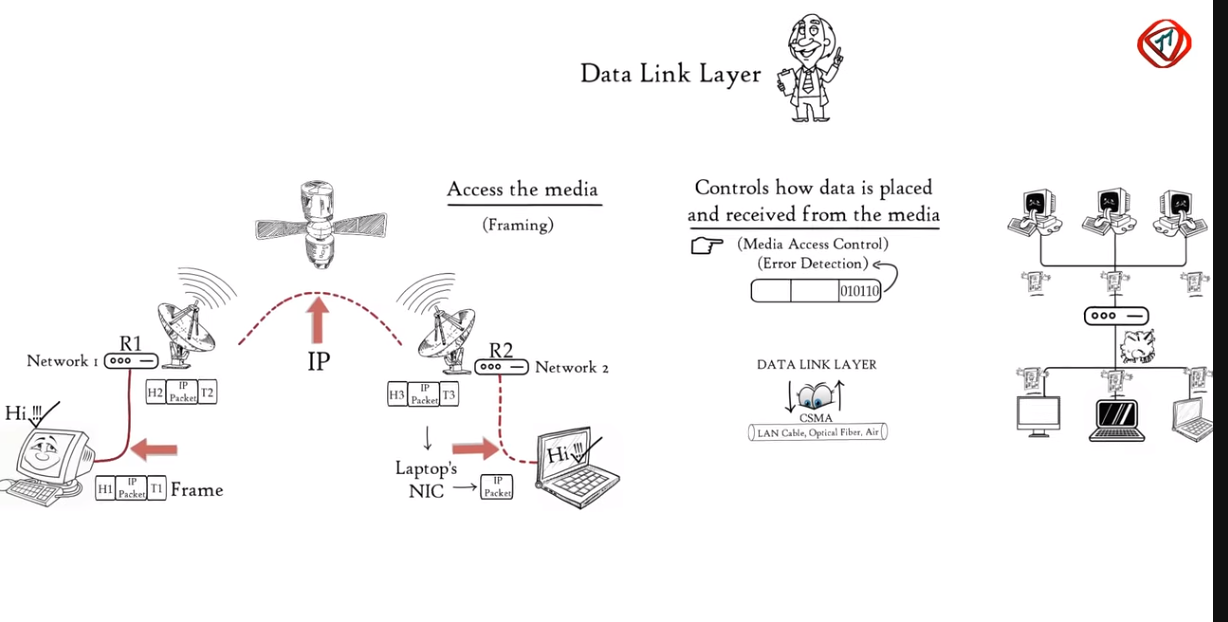 Data Link Layer
Access the media
(Framing)
Controls how data is placed
and received from the media
(Media Access Control)
(Error Detection)
010110
R1
Network 1
IP
R2
Network 2
H2 IP Packet T2
H3 IP Packet T3
Hi !!!
Hi !!!
Laptop's
NIC
IP Packet
H1 IP Packet T1 Frame
DATA LINK LAYER
CSMA
LAN Cable, Optical Fiber, Air